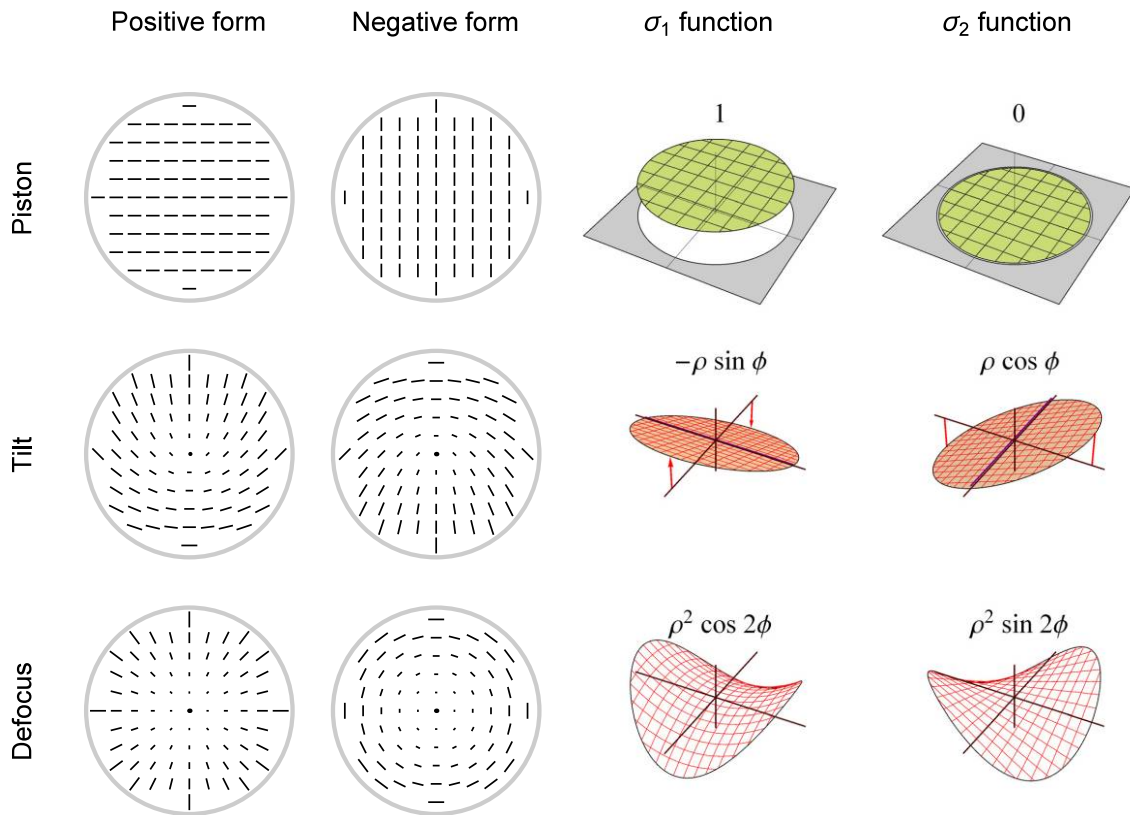 Positive form Negative form σ₁ function σ₂ function
Piston
1 0
Tilt
−ρ sin ϕ ρ cos ϕ
Defocus
ρ² cos 2ϕ ρ² sin 2ϕ